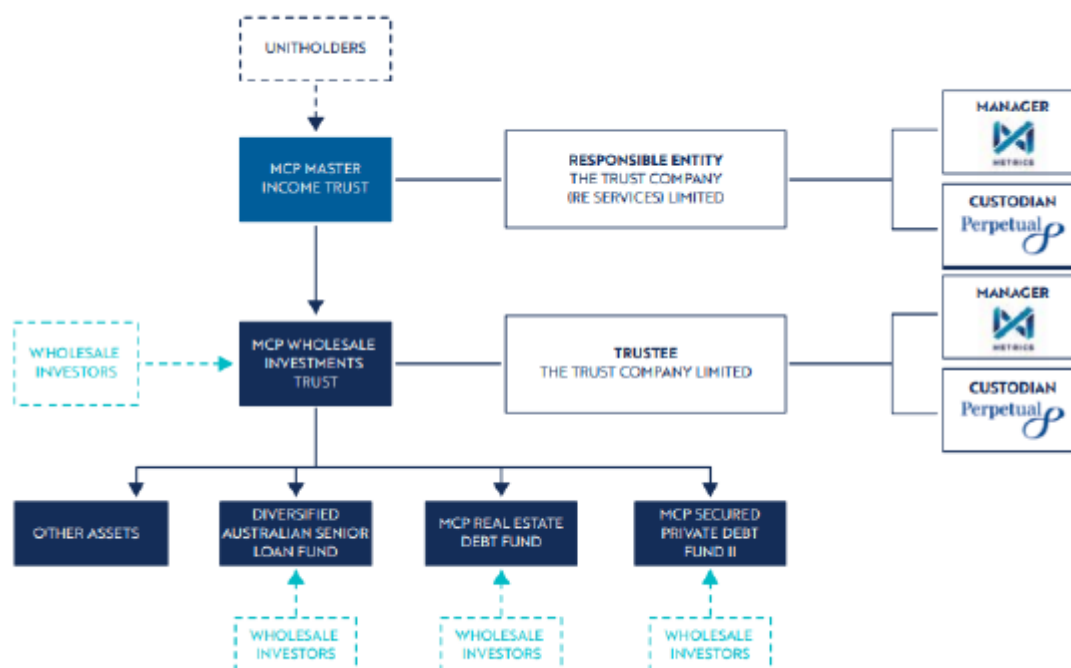 UNITHOLDERS
MCP MASTER
INCOME TRUST
RESPONSIBLE ENTITY
THE TRUST COMPANY
(RE SERVICES) LIMITED
MANAGER
METRICS
CUSTODIAN
Perpetual
WHOLESALE
INVESTORS
MCP WHOLESALE
INVESTMENTS
TRUST
TRUSTEE
THE TRUST COMPANY LIMITED
MANAGER
METRICS
CUSTODIAN
Perpetual
OTHER ASSETS
DIVERSIFIED
AUSTRALIAN SENIOR
LOAN FUND
MCP REAL ESTATE
DEBT FUND
MCP SECURED
PRIVATE DEBT
FUND II
WHOLESALE
INVESTORS
WHOLESALE
INVESTORS
WHOLESALE
INVESTORS